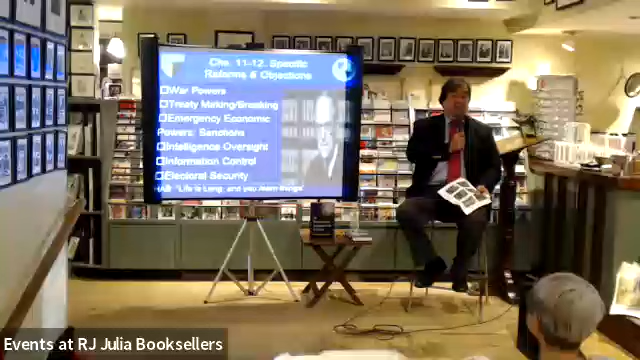 Chs. 11-12. Specific
Reforms & Objections
War Powers
Treaty Making/Breaking
Emergency Economic
Powers: Sanctions
Intelligence Oversight
Information Control
Electoral Security
HAB: "Life is Long, and you learn things"
Events at RJ Julia Booksellers